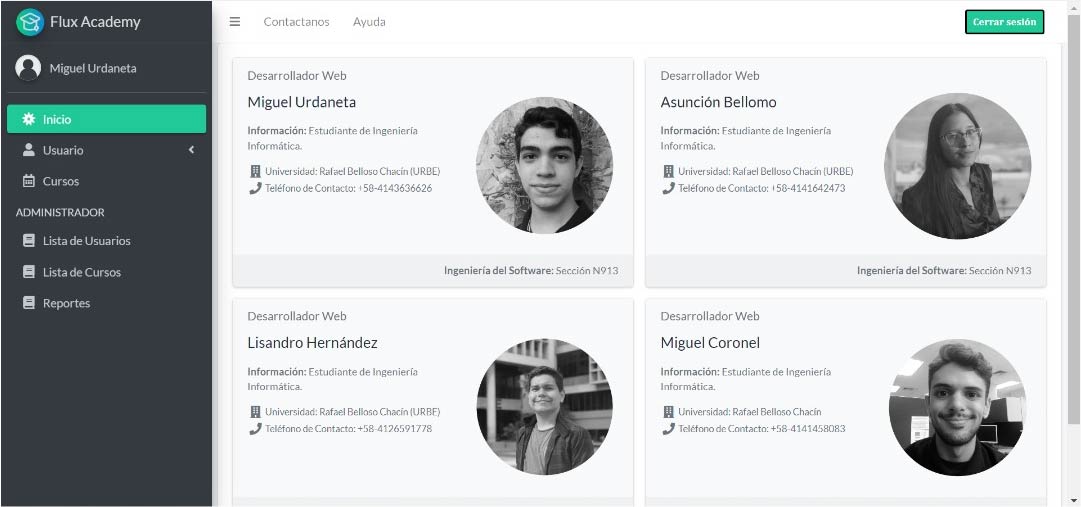 Flux Academy
Miguel Urdaneta
Inicio
Usuario
Cursos
ADMINISTRADOR
Lista de Usuarios
Lista de Cursos
Reportes
Contactanos
Ayuda
Cerrar sesión
Desarrollador Web
Miguel Urdaneta
Información: Estudiante de Ingeniería
Informática.
Universidad: Rafael Belloso Chacín (URBE)
Teléfono de Contacto: +58-4143636626
Ingeniería del Software: Sección N913
Desarrollador Web
Asunción Bellomo
Información: Estudiante de Ingeniería
Informática.
Universidad: Rafael Belloso Chacín (URBE)
Teléfono de Contacto: +58-4141642473
Ingeniería del Software: Sección N913
Desarrollador Web
Lisandro Hernández
Información: Estudiante de Ingeniería
Informática.
Universidad: Rafael Belloso Chacín (URBE)
Teléfono de Contacto: +58-4126591778
Desarrollador Web
Miguel Coronel
Información: Estudiante de Ingeniería
Informática.
Universidad: Rafael Belloso Chacín
Teléfono de Contacto: +58-4141458083